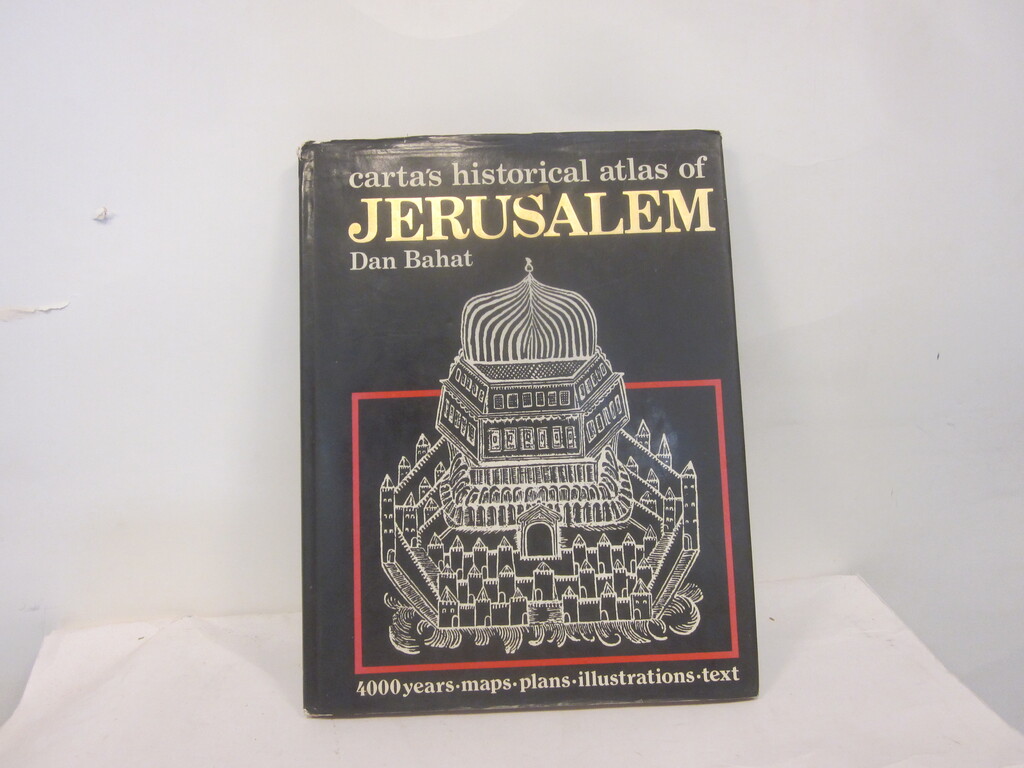 carta's historical atlas of
JERUSALEM
Dan Bahat
4000 years·maps·plans·illustrations·text